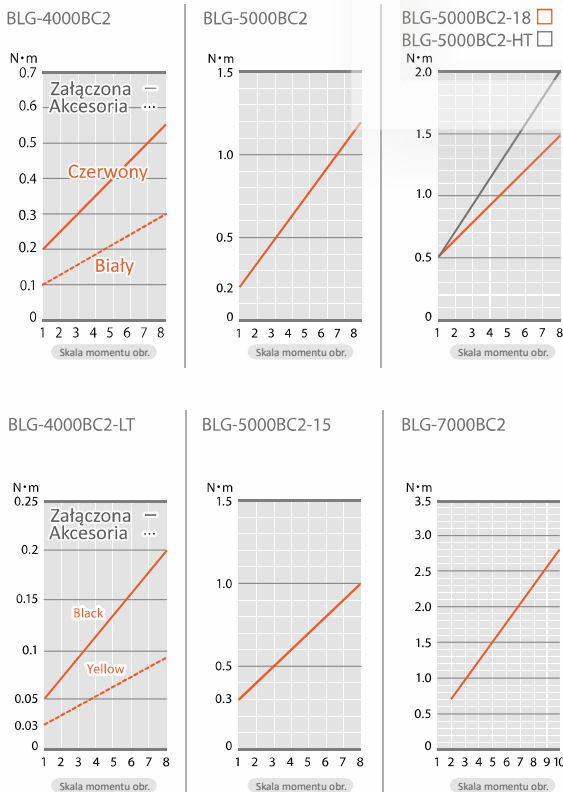 BLG-4000BC2
N•m
0.7
0.6
0.5
0.4
0.3
0.2
0.1
0
Załączona —
Akcesoria ...
Czerwony
Biały
1 2 3 4 5 6 7 8
Skala momentu obr.
BLG-5000BC2
N•m
1.5
1.0
0.5
0.2
0
1 2 3 4 5 6 7 8
Skala momentu obr.
BLG-5000BC2-18
BLG-5000BC2-HT
N•m
2.0
1.5
1.0
0.5
0
1 2 3 4 5 6 7 8
Skala momentu obr.
BLG-4000BC2-LT
N•m
0.25
0.2
0.15
0.1
0.05
0.03
0
Załączona —
Akcesoria ...
Black
Yellow
1 2 3 4 5 6 7 8
Skala momentu obr.
BLG-5000BC2-15
N•m
1.5
1.0
0.5
0.3
0
1 2 3 4 5 6 7 8
Skala momentu obr.
BLG-7000BC2
N•m
3.5
3.0
2.5
2.0
1.5
1.0
0.5
0
1 2 3 4 5 6 7 8 9 10
Skala momentu obr.